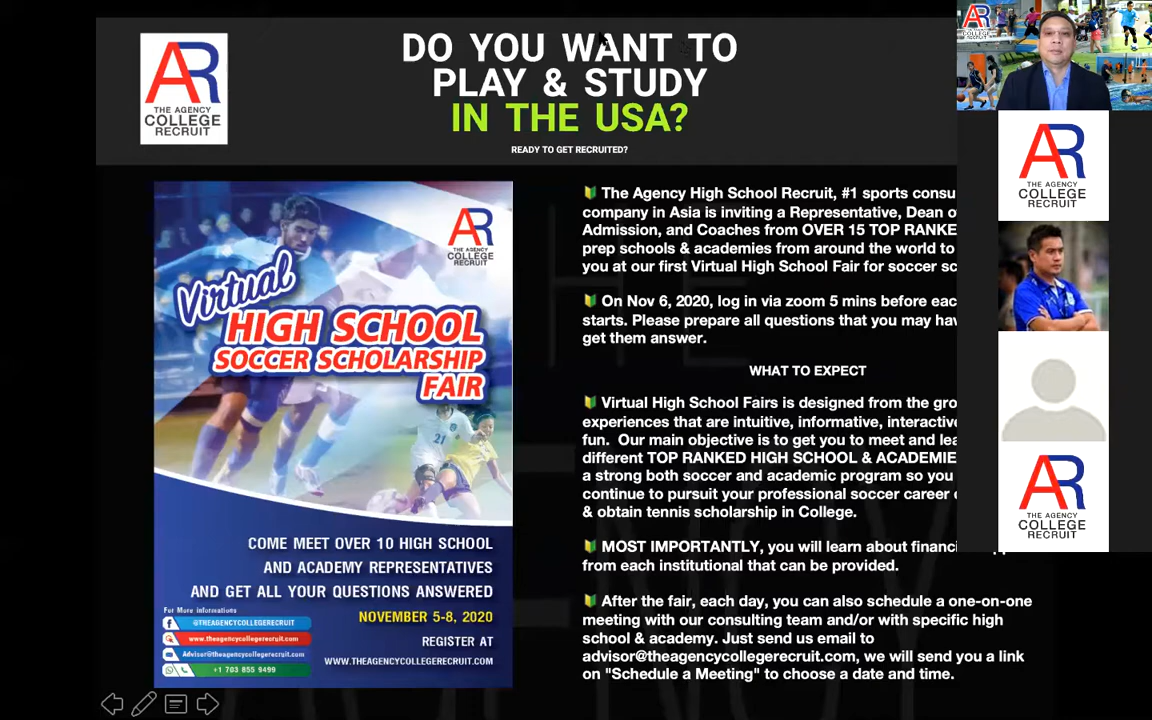 AR
THE AGENCY
COLLEGE
RECRUIT
DO YOU WANT TO
PLAY & STUDY
IN THE USA?
READY TO GET RECRUITED?
AR
THE AGENCY
COLLEGE
RECRUIT
Virtual
HIGH SCHOOL
SOCCER SCHOLARSHIP
FAIR
21
COME MEET OVER 10 HIGH SCHOOL
AND ACADEMY REPRESENTATIVES
AND GET ALL YOUR QUESTIONS ANSWERED
NOVEMBER 5-8, 2020
REGISTER AT
WWW.THEAGENCYCOLLEGERECRUIT.COM
For More informations
@THEAGENCYCOLLEGERECRUIT
www.theagencycollegerecruit.com
Advisor@theagencycollegerecruit.com
+1 703 855 9499
The Agency High School Recruit, #1 sports consu
company in Asia is inviting a Representative, Dean o
Admission, and Coaches from OVER 15 TOP RANKE
prep schools & academies from around the world to
you at our first Virtual High School Fair for soccer sc
On Nov 6, 2020, log in via zoom 5 mins before eac
starts. Please prepare all questions that you may hav
get them answer.
WHAT TO EXPECT
Virtual High School Fairs is designed from the gro
experiences that are intuitive, informative, interactive
fun. Our main objective is to get you to meet and lea
different TOP RANKED HIGH SCHOOL & ACADEMIE
a strong both soccer and academic program so you
continue to pursuit your professional soccer career
& obtain tennis scholarship in College.
MOST IMPORTANTLY, you will learn about financi
from each institutional that can be provided.
After the fair, each day, you can also schedule a one-on-one
meeting with our consulting team and/or with specific high
school & academy. Just send us email to
advisor@theagencycollegerecruit.com, we will send you a link
on "Schedule a Meeting" to choose a date and time.
AR
AR
THE AGENCY
COLLEGE
RECRUIT
AR
THE AGENCY
COLLEGE
RECRUIT